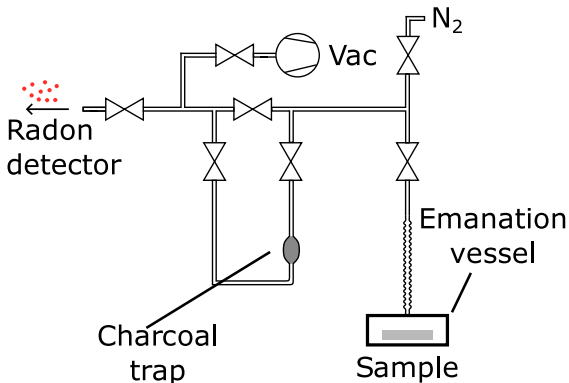 N₂
Vac
Radon
detector
Emanation
vessel
Charcoal
trap
Sample